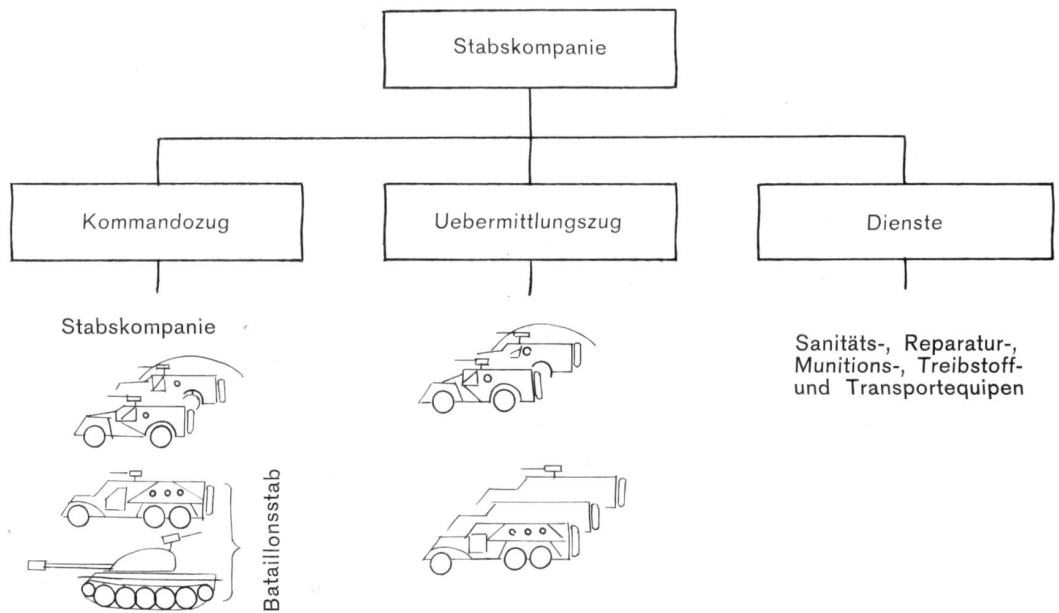 Stabskompanie
Kommandozug
Uebermittlungszug
Dienste
Stabskompanie
Bataillonsstab
Sanitäts-, Reparatur-,
Munitions-, Treibstoff-
und Transportequipen